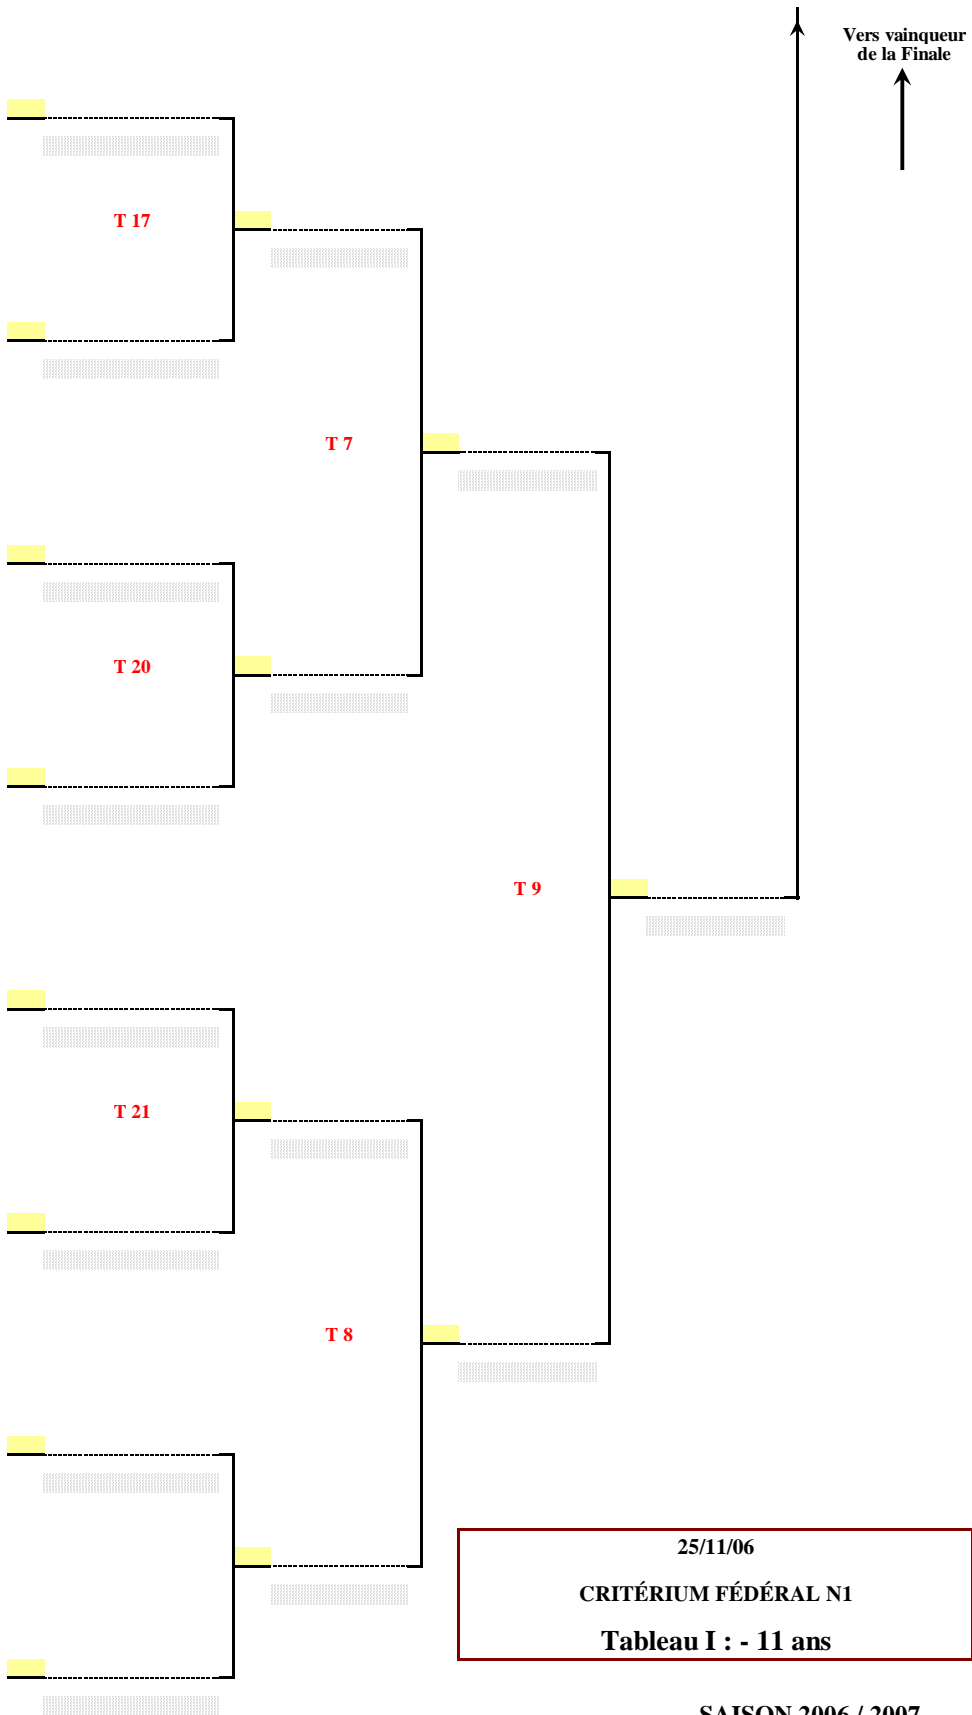 Vers vainqueur
de la Finale
T 17
T 7
T 20
T 9
T 21
T 8
25/11/06
CRITÉRIUM FÉDÉRAL N1
Tableau I : - 11 ans
SAISON 2006 / 2007